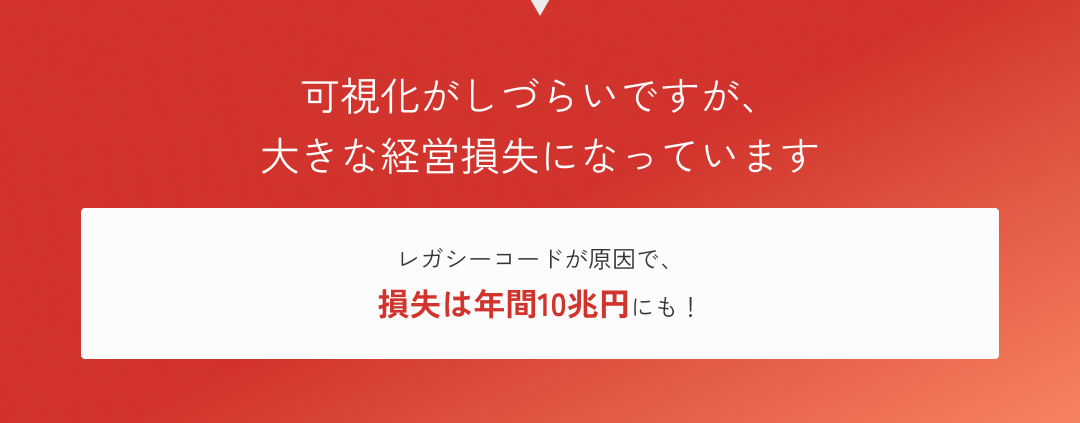 可視化がしづらいですが、
大きな経営損失になっています
レガシーコードが原因で、
損失は年間10兆円にも！